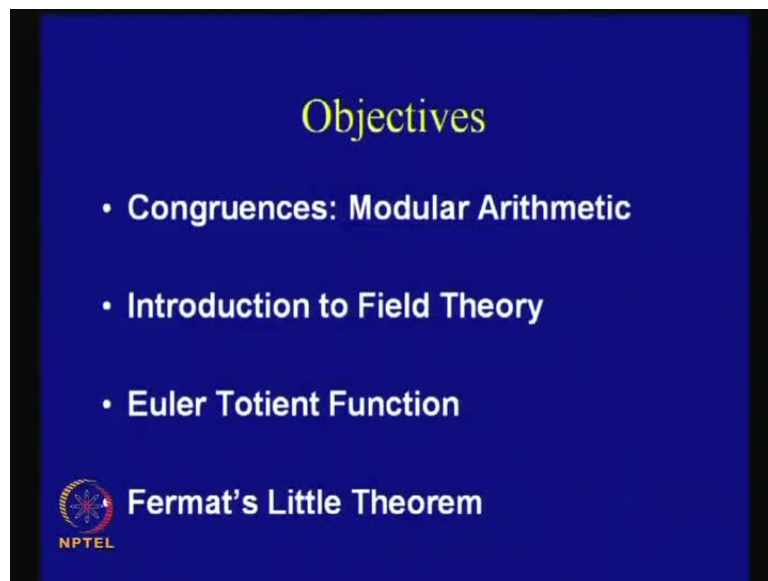 Objectives
• Congruences: Modular Arithmetic
• Introduction to Field Theory
• Euler Totient Function
Fermat's Little Theorem
NPTEL